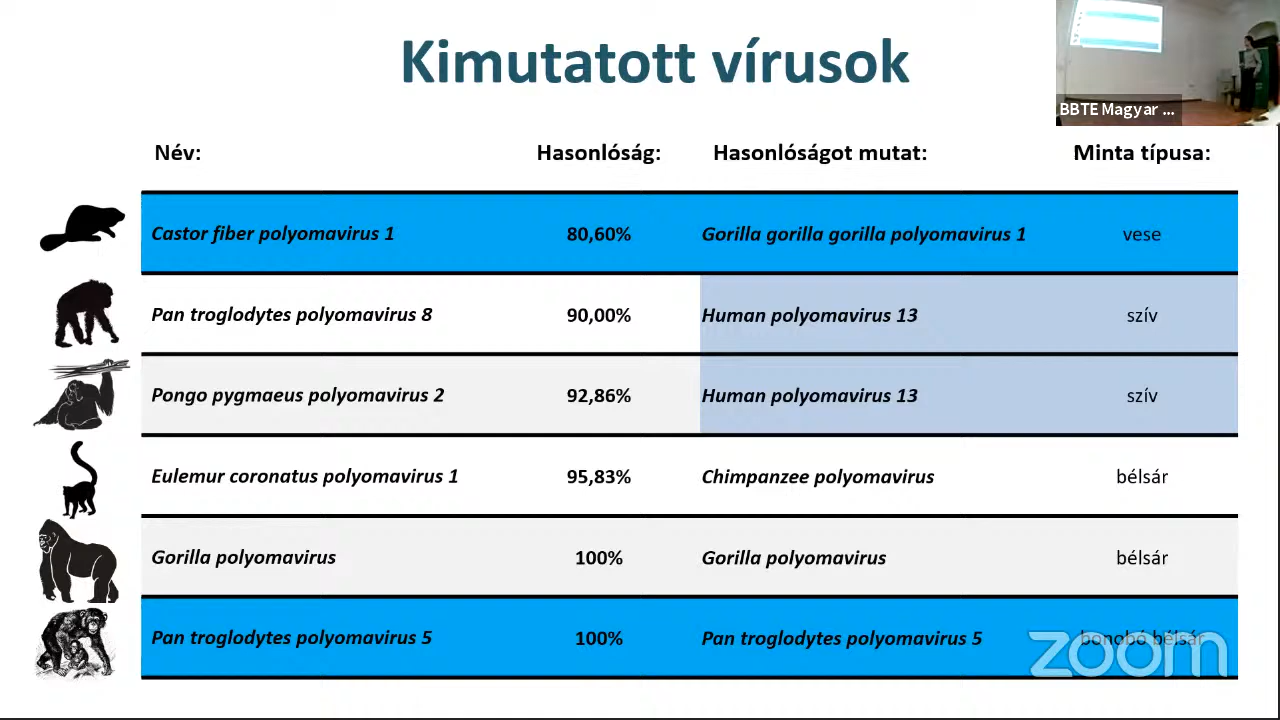 Kimutatott vírusok
BBTE Magyar ...
Név: Hasonlóság: Hasonlóságot mutat: Minta típusa:
Castor fiber polyomavirus 1 80,60% Gorilla gorilla gorilla polyomavirus 1 vese
Pan troglodytes polyomavirus 8 90,00% Human polyomavirus 13 szív
Pongo pygmaeus polyomavirus 2 92,86% Human polyomavirus 13 szív
Eulemur coronatus polyomavirus 1 95,83% Chimpanzee polyomavirus bélsár
Gorilla polyomavirus 100% Gorilla polyomavirus bélsár
Pan troglodytes polyomavirus 5 100% Pan troglodytes polyomavirus 5 bonobó bélsár
zoom